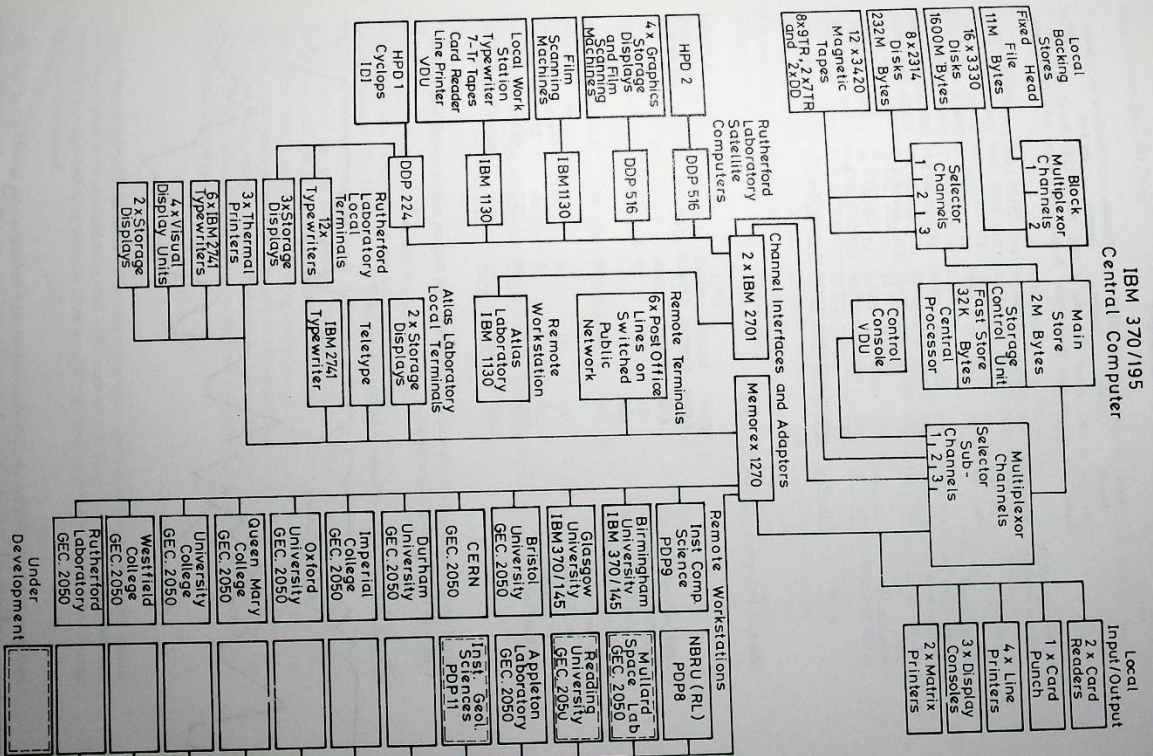 IBM 370/195
Central Computer
Local
Backing
Stores
Fixed Head
File
11M Bytes
16 x 3330
Disks
1600M Bytes
8 x 2314
Disks
232M Bytes
12 x 3420
Magnetic
Tapes
8x9TR, 2x7TR
and 2xDD
Block
Multiplexor
Channels
1 2
Selector
Channels
1 2 3
Main
Store
2M Bytes
Storage
Control Unit
Fast Store
32K Bytes
Central
Processor
Control
Console
VDU
Multiplexor
Channels
Selector
Sub-
Channels
1, 2, 3,
Local
Input/Output
2 x Card
Readers
1 x Card
Punch
4 x Line
Printers
3 x Display
Consoles
2 x Matrix
Printers
Rutherford
Laboratory
Satellite
Computers
Channel Interfaces and Adaptors
2 x IBM 2701
Memorex 1270
HPD 2
DDP 516
4 x Graphics
Storage
Displays
and Film
Scanning
Machines
DDP 516
Film
Scanning
Machines
IBM 1130
Local Work
Station
Typewriter
7-Tr Tapes
Card Reader
Line Printer
VDU
IBM 1130
HPD 1
Cyclops
IDI
DDP 224
Rutherford
Laboratory
Local
Terminals
12x
Typewriters
3xStorage
Displays
3x Thermal
Printers
6x IBM 2741
Typewriters
4 x Visual
Display Units
2 x Storage
Displays
Remote Terminals
6x Post Office
Lines on
Switched
Public
Network
Remote
Workstation
Atlas
Laboratory
IBM 1130
Atlas Laboratory
Local Terminals
2 x Storage
Displays
Teletype
IBM 2741
Typewriter
Remote Workstations
Inst Comp.
Science
PDP9
NBRU (RL)
PDP8
Birmingham
University
IBM 370/145
Mullard
Space Lab
GEC. 2050
Glasgow
University
IBM370/145
Reading
University
GEC. 2050
Bristol
University
GEC. 2050
Appleton
Laboratory
GEC. 2050
CERN
GEC. 2050
Inst. Geol.
Sciences
PDP11
Durham
University
GEC. 2050
Imperial
College
GEC. 2050
Oxford
University
GEC. 2050
Queen Mary
College
GEC. 2050
University
College
GEC. 2050
Westfield
College
GEC. 2050
Rutherford
Laboratory
GEC. 2050
Under
Development